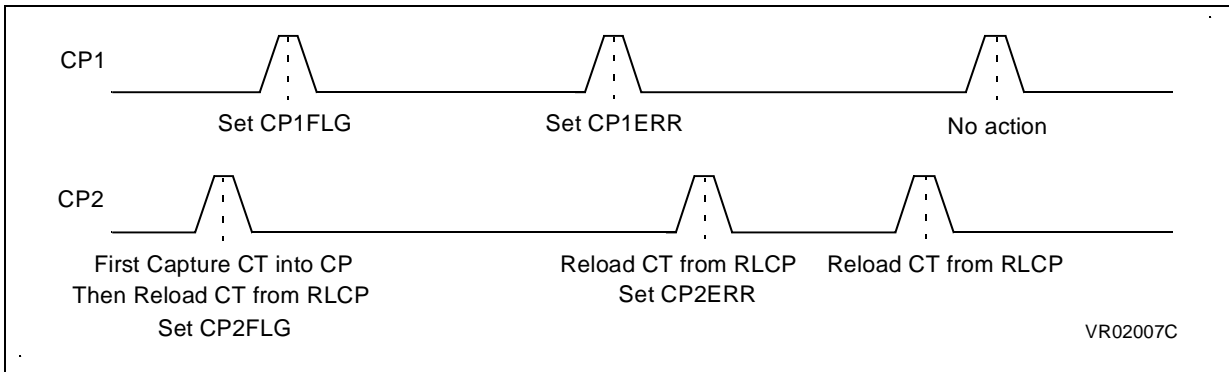 CP1
Set CP1FLG
Set CP1ERR
No action
CP2
First Capture CT into CP
Then Reload CT from RLCP
Set CP2FLG
Reload CT from RLCP
Set CP2ERR
Reload CT from RLCP
VR02007C